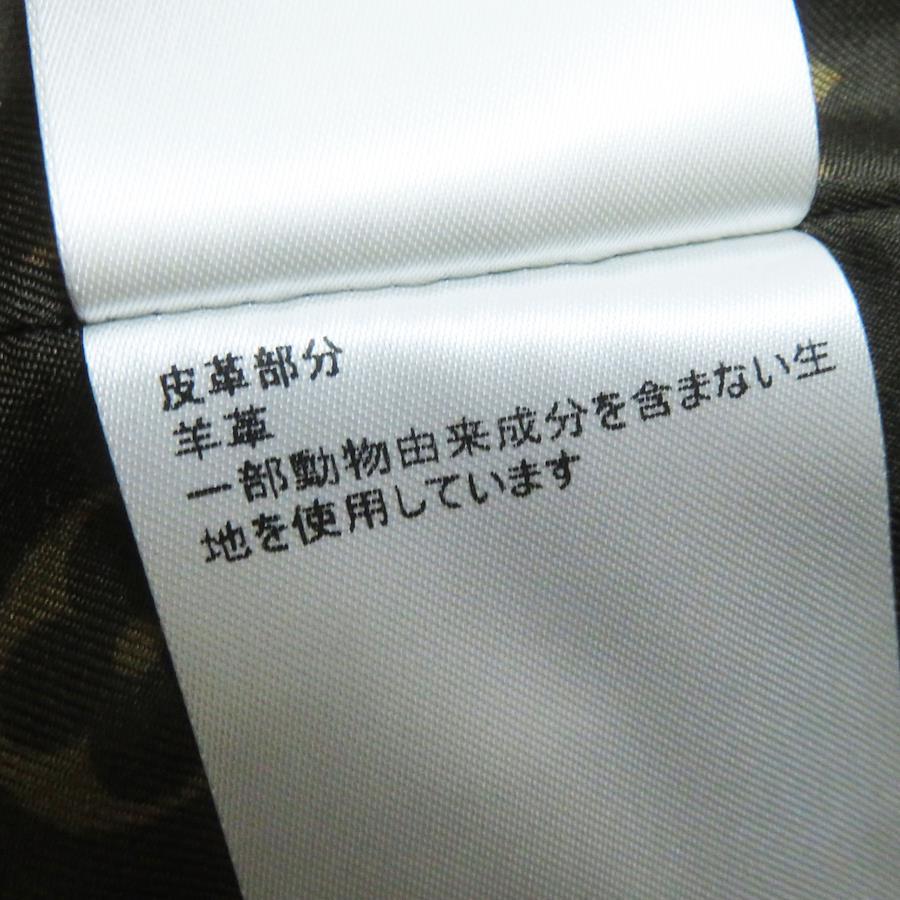 皮革部分
羊革
一部動物由来成分を含まない生
地を使用しています